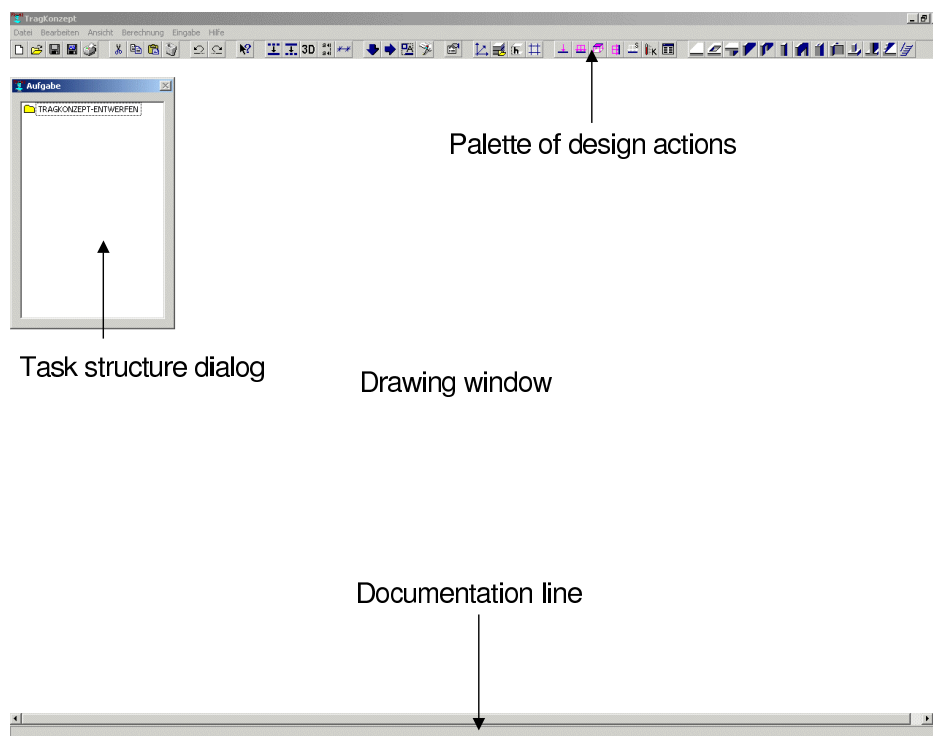 TragKonzept
Datei Bearbeiten Ansicht Berechnung Eingabe Hilfe
3D
Aufgabe
TRAGKONZEPT-ENTWERFEN
Palette of design actions
Task structure dialog
Drawing window
Documentation line